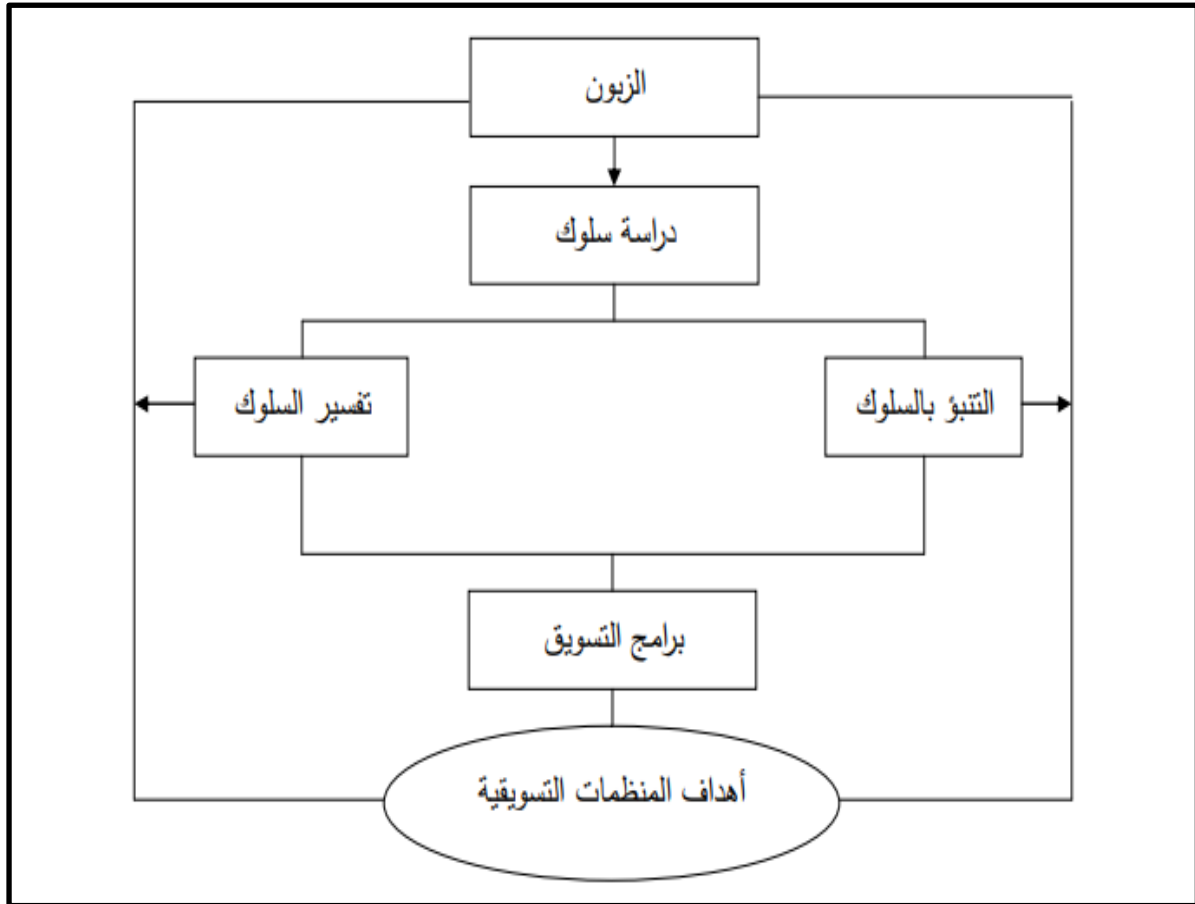 الزبون
دراسة سلوك
التنبؤ بالسلوك
تفسير السلوك
برامج التسويق
أهداف المنظمات التسويقية